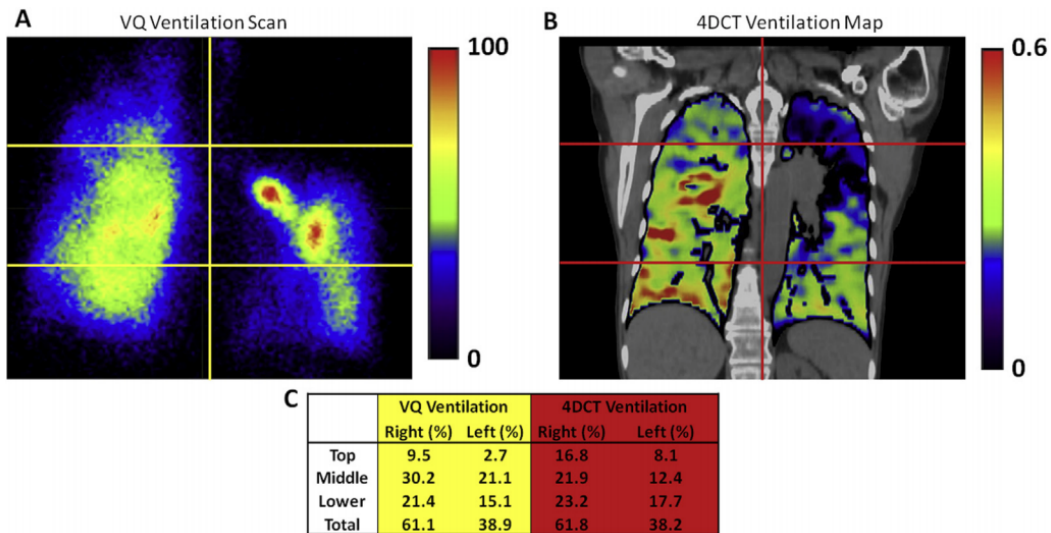 A
VQ Ventilation Scan
100
0
B
4DCT Ventilation Map
0.6
0
C
VQ Ventilation 4DCT Ventilation
Right (%) Left (%) Right (%) Left (%)
Top 9.5 2.7 16.8 8.1
Middle 30.2 21.1 21.9 12.4
Lower 21.4 15.1 23.2 17.7
Total 61.1 38.9 61.8 38.2